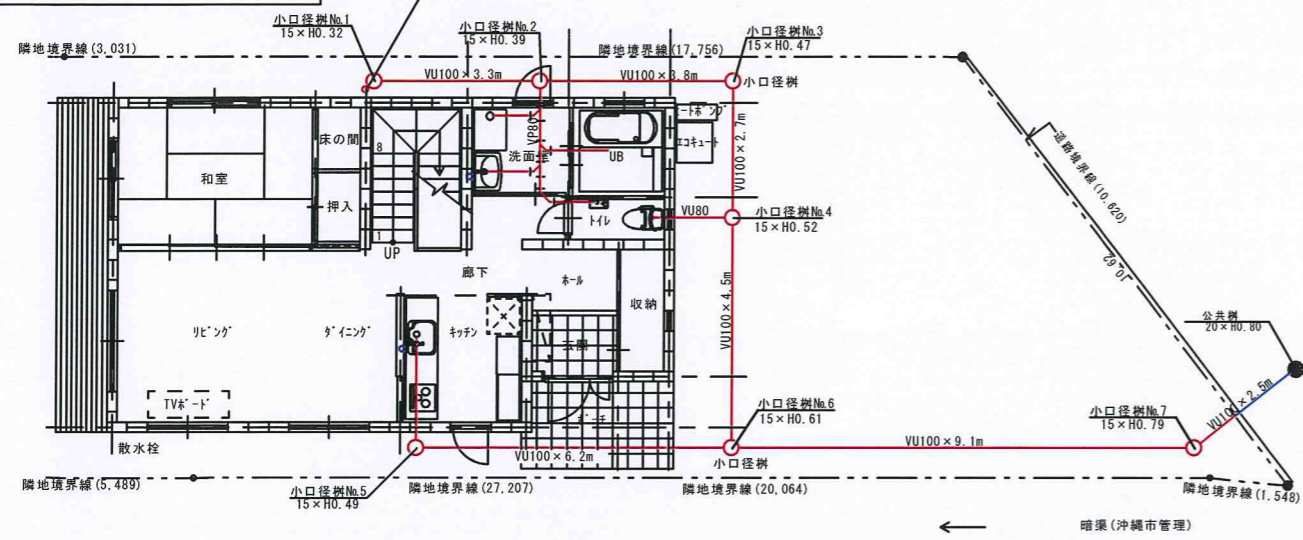 小口径桝№1
15×H0.32
小口径桝№2
15×H0.39
小口径桝№3
15×H0.47
隣地境界線(3,031)
隣地境界線(17,756)
VU100×3.3m
VU100×3.8m
小口径桝
ヒートポンプ
エコキュート
VU100×2.7m
VP80
床の間
和室
押入
8
洗面室
UB
トイレ
VU80
小口径桝№4
15×H0.52
道路境界線(10,620)
10.62
1
UP
廊下
ホール
収納
VU100×4.5m
リビング
ダイニング
キッチン
玄関
公共桝
20×H0.80
TVボード
ポーチ
小口径桝№6
15×H0.61
小口径桝№7
15×H0.79
VU100×2.5m
散水栓
VU100×6.2m
小口径桝
VU100×9.1m
隣地境界線(5,489)
小口径桝№5
15×H0.49
隣地境界線(27,207)
隣地境界線(20,064)
隣地境界線(1.548)
暗渠(沖縄市管理)